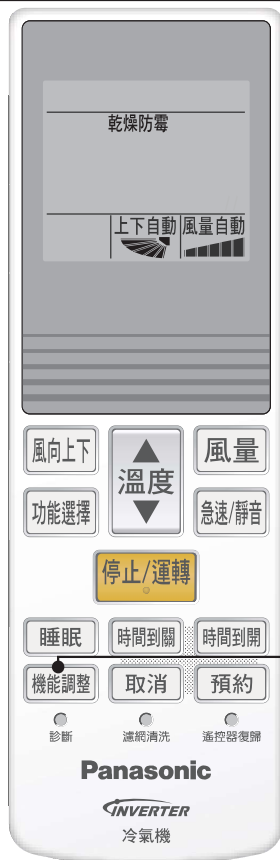 乾燥防霉
上下自動 風量自動
風向上下 溫度 風量
功能選擇 急速/靜音
停止/運轉
睡眠 時間到關 時間到開
機能調整 取消 預約
診斷 濾網清洗 遙控器復歸
Panasonic
INVERTER
冷氣機